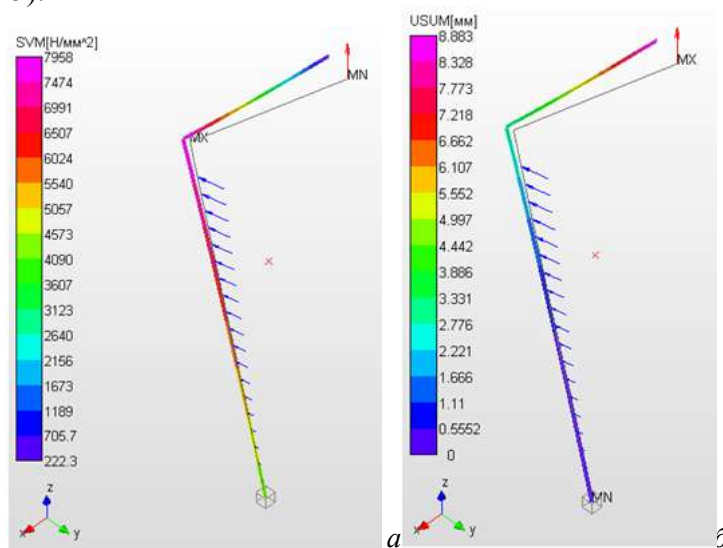 б).
SVM[Н/мм^2]
7958
7474
6991
6507
6024
5540
5057
4573
4090
3607
3123
2640
2156
1673
1189
705.7
222.3
MN
MX
z
x
y
а
USUM[мм]
8.883
8.328
7.773
7.218
6.662
6.107
5.552
4.997
4.442
3.886
3.331
2.776
2.221
1.666
1.11
0.5552
0
MX
MN
z
x
y
б